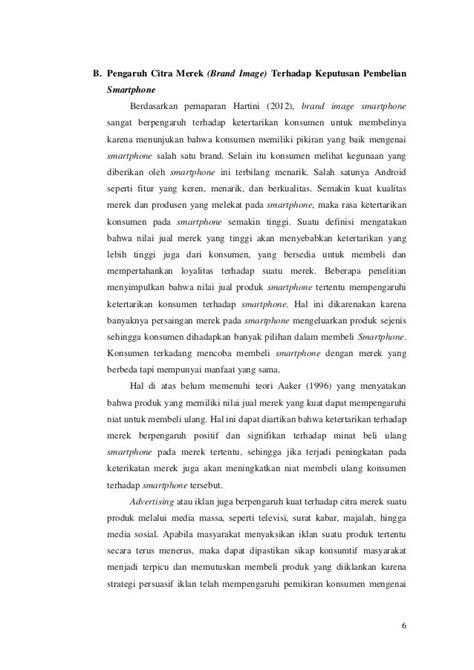 B. Pengaruh Citra Merek (Brand Image) Terhadap Keputusan Pembelian
Smartphone
Berdasarkan pemaparan Hartini (2012), brand image smartphone
sangat berpengaruh terhadap ketertarikan konsumen untuk membelinya
karena menunjukan bahwa konsumen memiliki pikiran yang baik mengenai
smartphone salah satu brand. Selain itu konsumen melihat kegunaan yang
diberikan oleh smartphone ini terbilang menarik. Salah satunya Android
seperti fitur yang keren, menarik, dan berkualitas. Semakin kuat kualitas
merek dan produsen yang melekat pada smartphone, maka rasa ketertarikan
konsumen pada smartphone semakin tinggi. Suatu definisi mengatakan
bahwa nilai jual merek yang tinggi akan menyebabkan ketertarikan yang
lebih tinggi juga dari konsumen, yang bersedia untuk membeli dan
mempertahankan loyalitas terhadap suatu merek. Beberapa penelitian
menyimpulkan bahwa nilai jual produk smartphone tertentu mempengaruhi
ketertarikan konsumen terhadap smartphone. Hal ini dikarenakan karena
banyaknya persaingan merek pada smartphone mengeluarkan produk sejenis
sehingga konsumen dihadapkan banyak pilihan dalam membeli Smartphone.
Konsumen terkadang mencoba membeli smartphone dengan merek yang
berbeda tapi mempunyai manfaat yang sama.
Hal di atas belum memenuhi teori Aaker (1996) yang menyatakan
bahwa produk yang memiliki nilai jual merek yang kuat dapat mempengaruhi
niat untuk membeli ulang. Hal ini dapat diartikan bahwa ketertarikan terhadap
merek berpengaruh positif dan signifikan terhadap minat beli ulang
smartphone pada merek tertentu, sehingga jika terjadi peningkatan pada
keterikatan merek juga akan meningkatkan niat membeli ulang konsumen
terhadap smartphone tersebut.
Advertising atau iklan juga berpengaruh kuat terhadap citra merek suatu
produk melalui media massa, seperti televisi, surat kabar, majalah, hingga
media sosial. Apabila masyarakat menyaksikan iklan suatu produk tertentu
secara terus menerus, maka dapat dipastikan sikap konsumtif masyarakat
menjadi terpicu dan memutuskan membeli produk yang diiklankan karena
strategi persuasif iklan telah mempengaruhi pemikiran konsumen mengenai
6